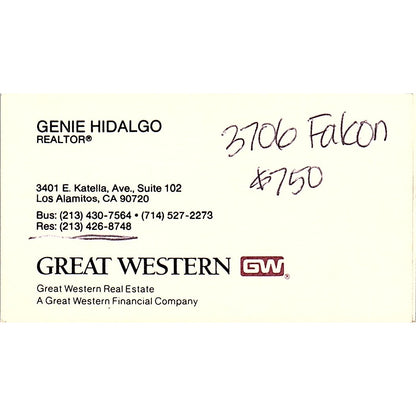 GENIE HIDALGO
REALTOR®
3706 Falcon
$750
3401 E. Katella, Ave., Suite 102
Los Alamitos, CA 90720
Bus: (213) 430-7564 • (714) 527-2273
Res: (213) 426-8748
GREAT WESTERN GW®
Great Western Real Estate
A Great Western Financial Company